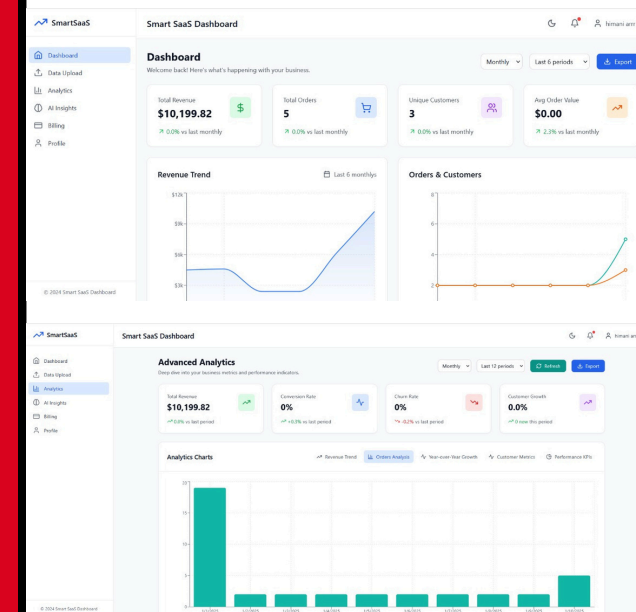 SmartSaaS
Smart SaaS Dashboard
himani arm
Dashboard
Data Upload
Analytics
AI Insights
Billing
Profile
© 2024 Smart SaaS Dashboard
Dashboard
Welcome back! Here's what's happening with your business.
Monthly
Last 6 periods
Export
Total Revenue
$10,199.82
0.0% vs last monthly
Total Orders
5
0.0% vs last monthly
Unique Customers
3
0.0% vs last monthly
Avg Order Value
$0.00
2.3% vs last monthly
Revenue Trend
Last 6 monthlys
$12k
$9k
$6k
$3k
Orders & Customers
8
6
4
2
SmartSaaS
Smart SaaS Dashboard
himani arm
Dashboard
Data Upload
Analytics
AI Insights
Billing
Profile
© 2024 Smart SaaS Dashboard
Advanced Analytics
Deep dive into your business metrics and performance indicators.
Monthly
Last 12 periods
Refresh
Export
Total Revenue
$10,199.82
0.0% vs last period
Conversion Rate
0%
+0.3% vs last period
Churn Rate
0%
-0.2% vs last period
Customer Growth
0.0%
0 new this period
Analytics Charts
Revenue Trend
Orders Analysis
Year-over-Year Growth
Customer Metrics
Performance KPIs
20
15
10
5
0